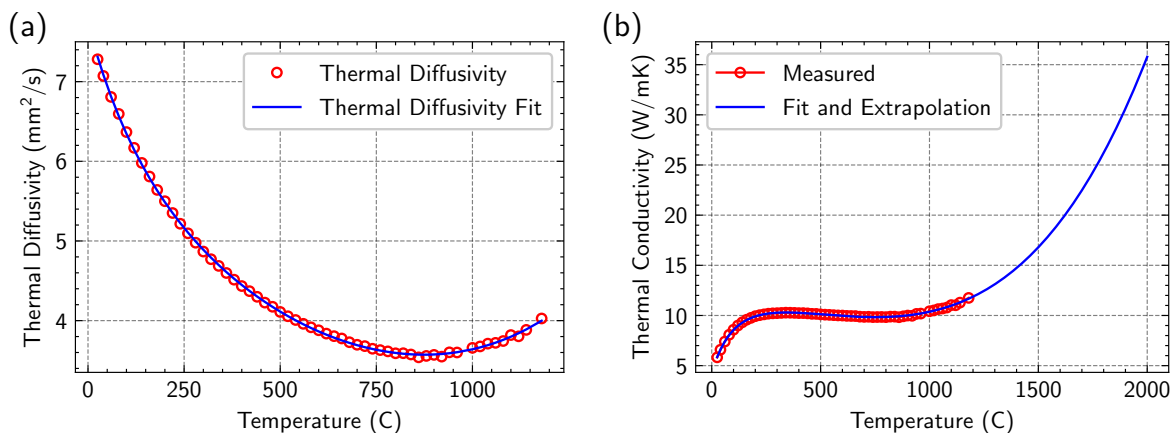 (a)
Thermal Diffusivity (mm²/s)
7
6
5
4
Thermal Diffusivity
Thermal Diffusivity Fit
0
250
500
750
1000
Temperature (C)
(b)
Thermal Conductivity (W/mK)
35
30
25
20
15
10
5
Measured
Fit and Extrapolation
0
500
1000
1500
2000
Temperature (C)